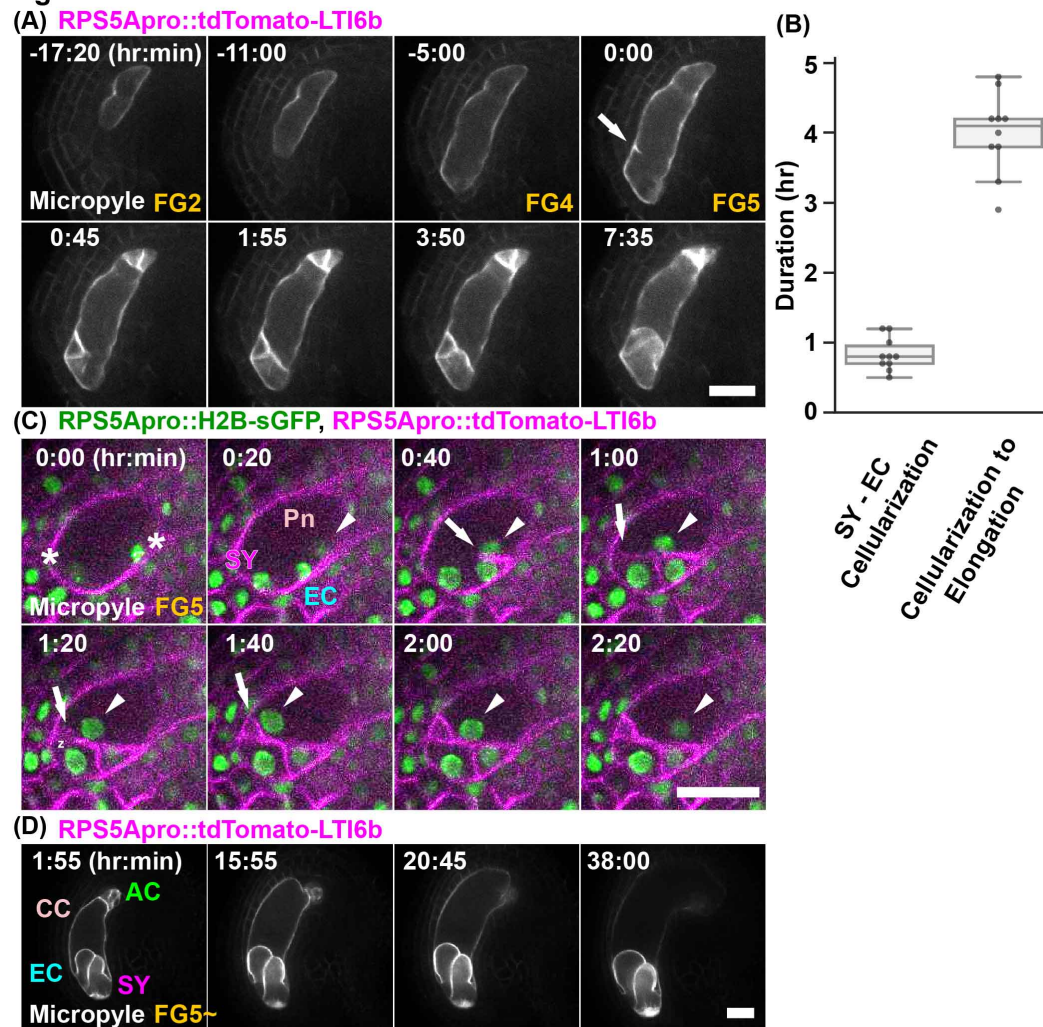 (A) RPS5Apro::tdTomato-LTI6b
-17:20 (hr:min) -11:00 -5:00 0:00
Micropyle FG2 FG4 FG5
0:45 1:55 3:50 7:35
(B)
Duration (hr)
5
4
3
2
1
0
SY - EC
Cellularization
Cellularization to
Elongation
(C) RPS5Apro::H2B-sGFP, RPS5Apro::tdTomato-LTI6b
0:00 (hr:min) 0:20 0:40 1:00
* *
Pn
SY
EC
Micropyle FG5
1:20 1:40 2:00 2:20
z
(D) RPS5Apro::tdTomato-LTI6b
1:55 (hr:min) 15:55 20:45 38:00
AC
CC
EC
SY
Micropyle FG5~